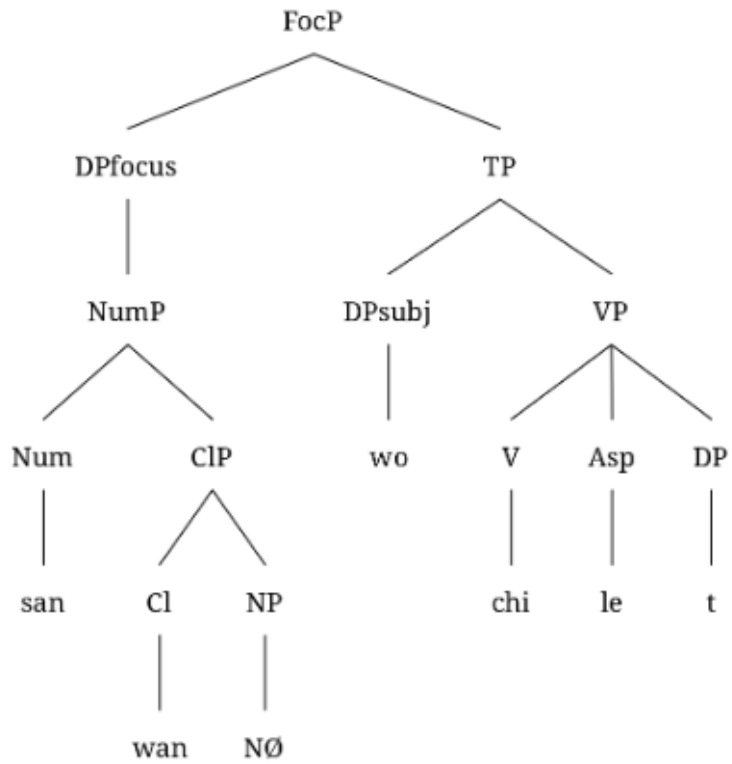 FocP
DPfocus TP
NumP DPsubj VP
Num ClP wo V Asp DP
san Cl NP chi le t
wan NØ